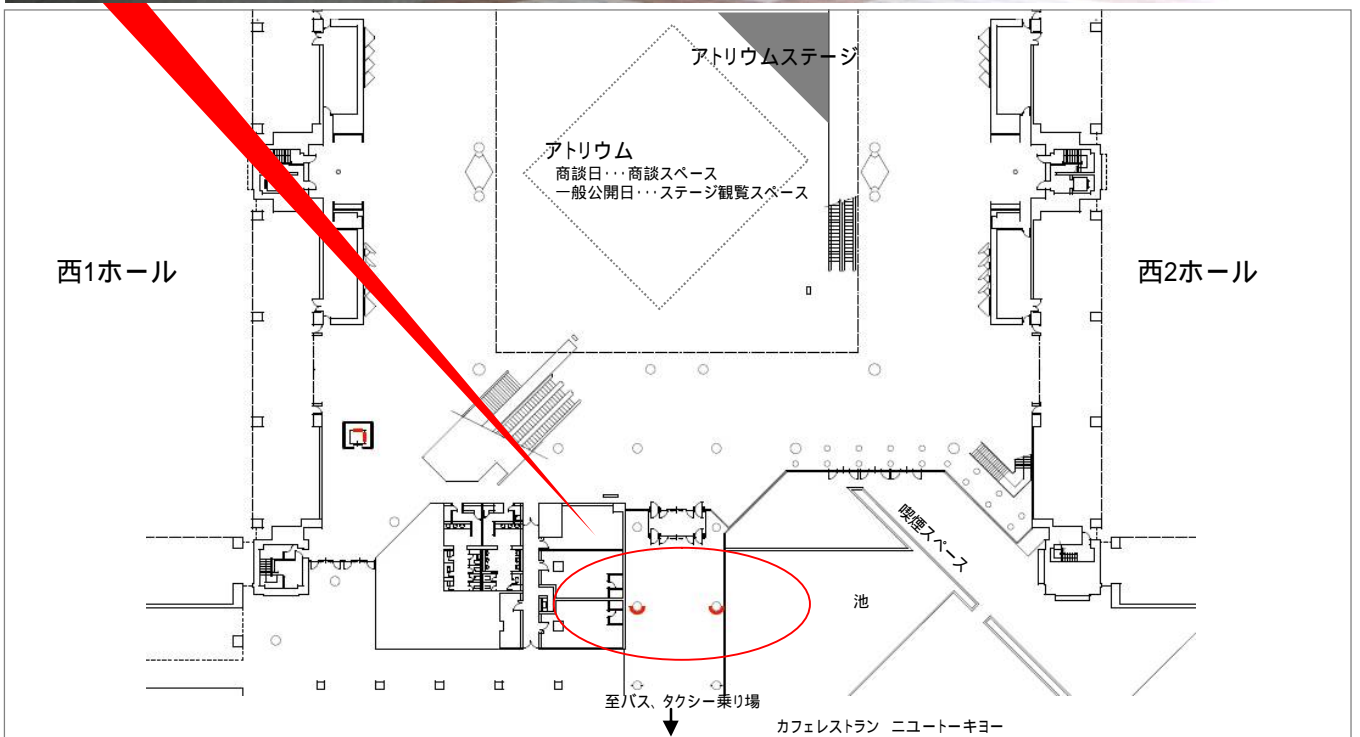 アトリウムステージ
アトリウム
商談日･･･商談スペース
一般公開日･･･ステージ観覧スペース
西1ホール
西2ホール
喫煙スペース
池
至バス、タクシー乗り場
カフェレストラン ニユートーキヨー